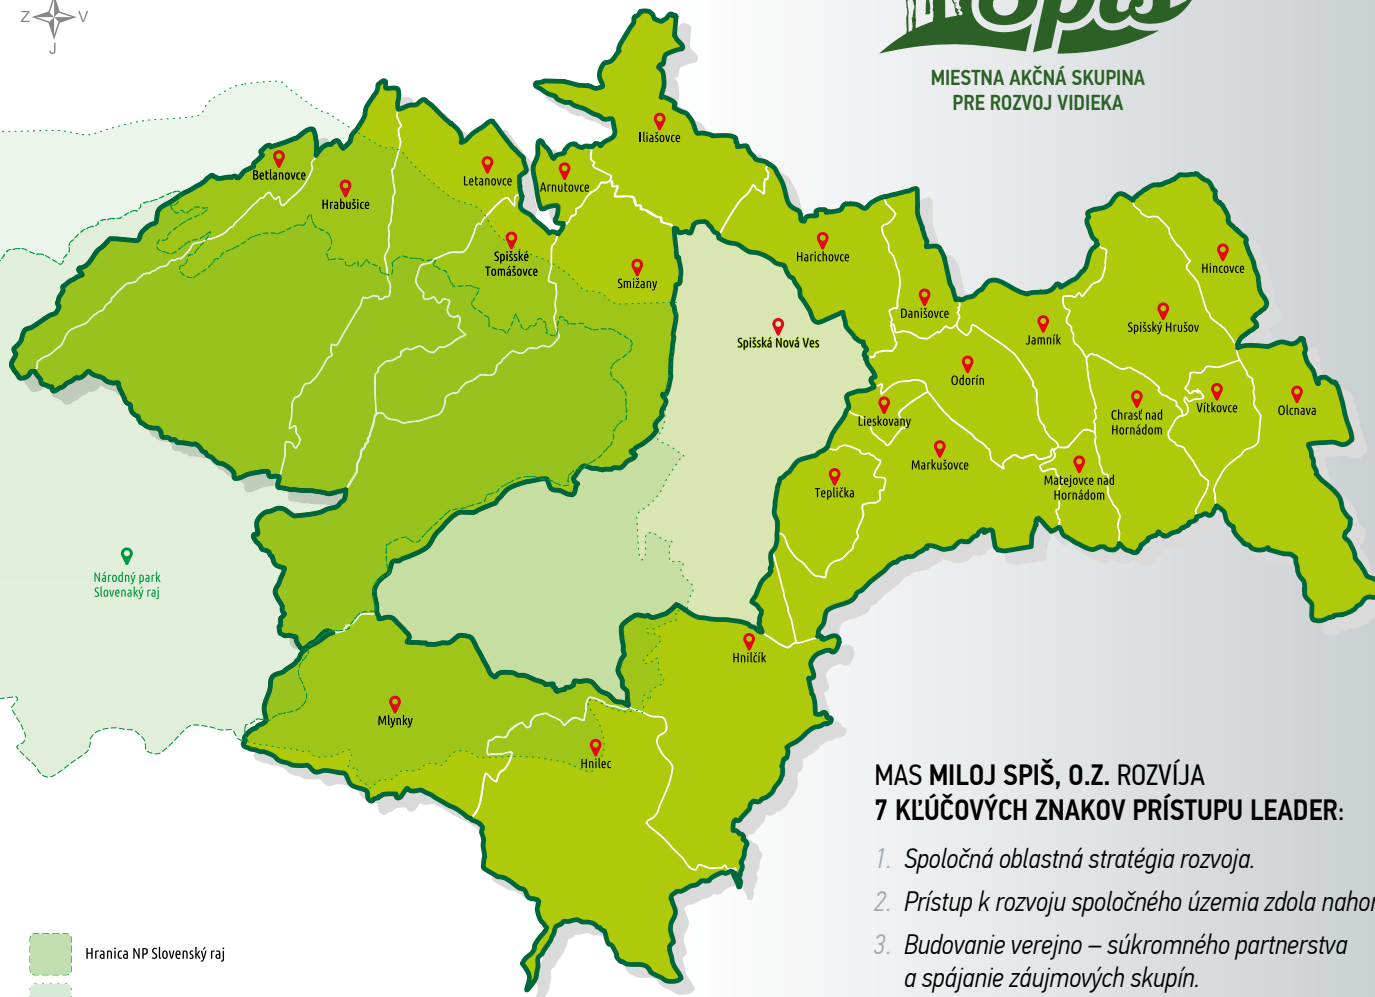 Z V
J
Spiš
MIESTNA AKČNÁ SKUPINA
PRE ROZVOJ VIDIEKA
Iliašovce
Betlanovce
Hrabušice
Letanovce
Arnutovce
Spišské
Tomášovce
Smižany
Harichovce
Hincovce
Danišovce
Jamník
Spišský Hrušov
Spišská Nová Ves
Odorín
Lieskovany
Chrasť nad
Hornádom
Vítkovce
Olcnava
Markušovce
Teplička
Matejovce nad
Hornádom
Národný park
Slovenaký raj
Hnilčík
Mlynky
Hnilec
MAS MILOJ SPIŠ, O.Z. ROZVÍJA
7 KĽÚČOVÝCH ZNAKOV PRÍSTUPU LEADER:
1. Spoločná oblastná stratégia rozvoja.
2. Prístup k rozvoju spoločného územia zdola nahor
3. Budovanie verejno – súkromného partnerstva
a spájanie záujmových skupín.
Hranica NP Slovenský raj